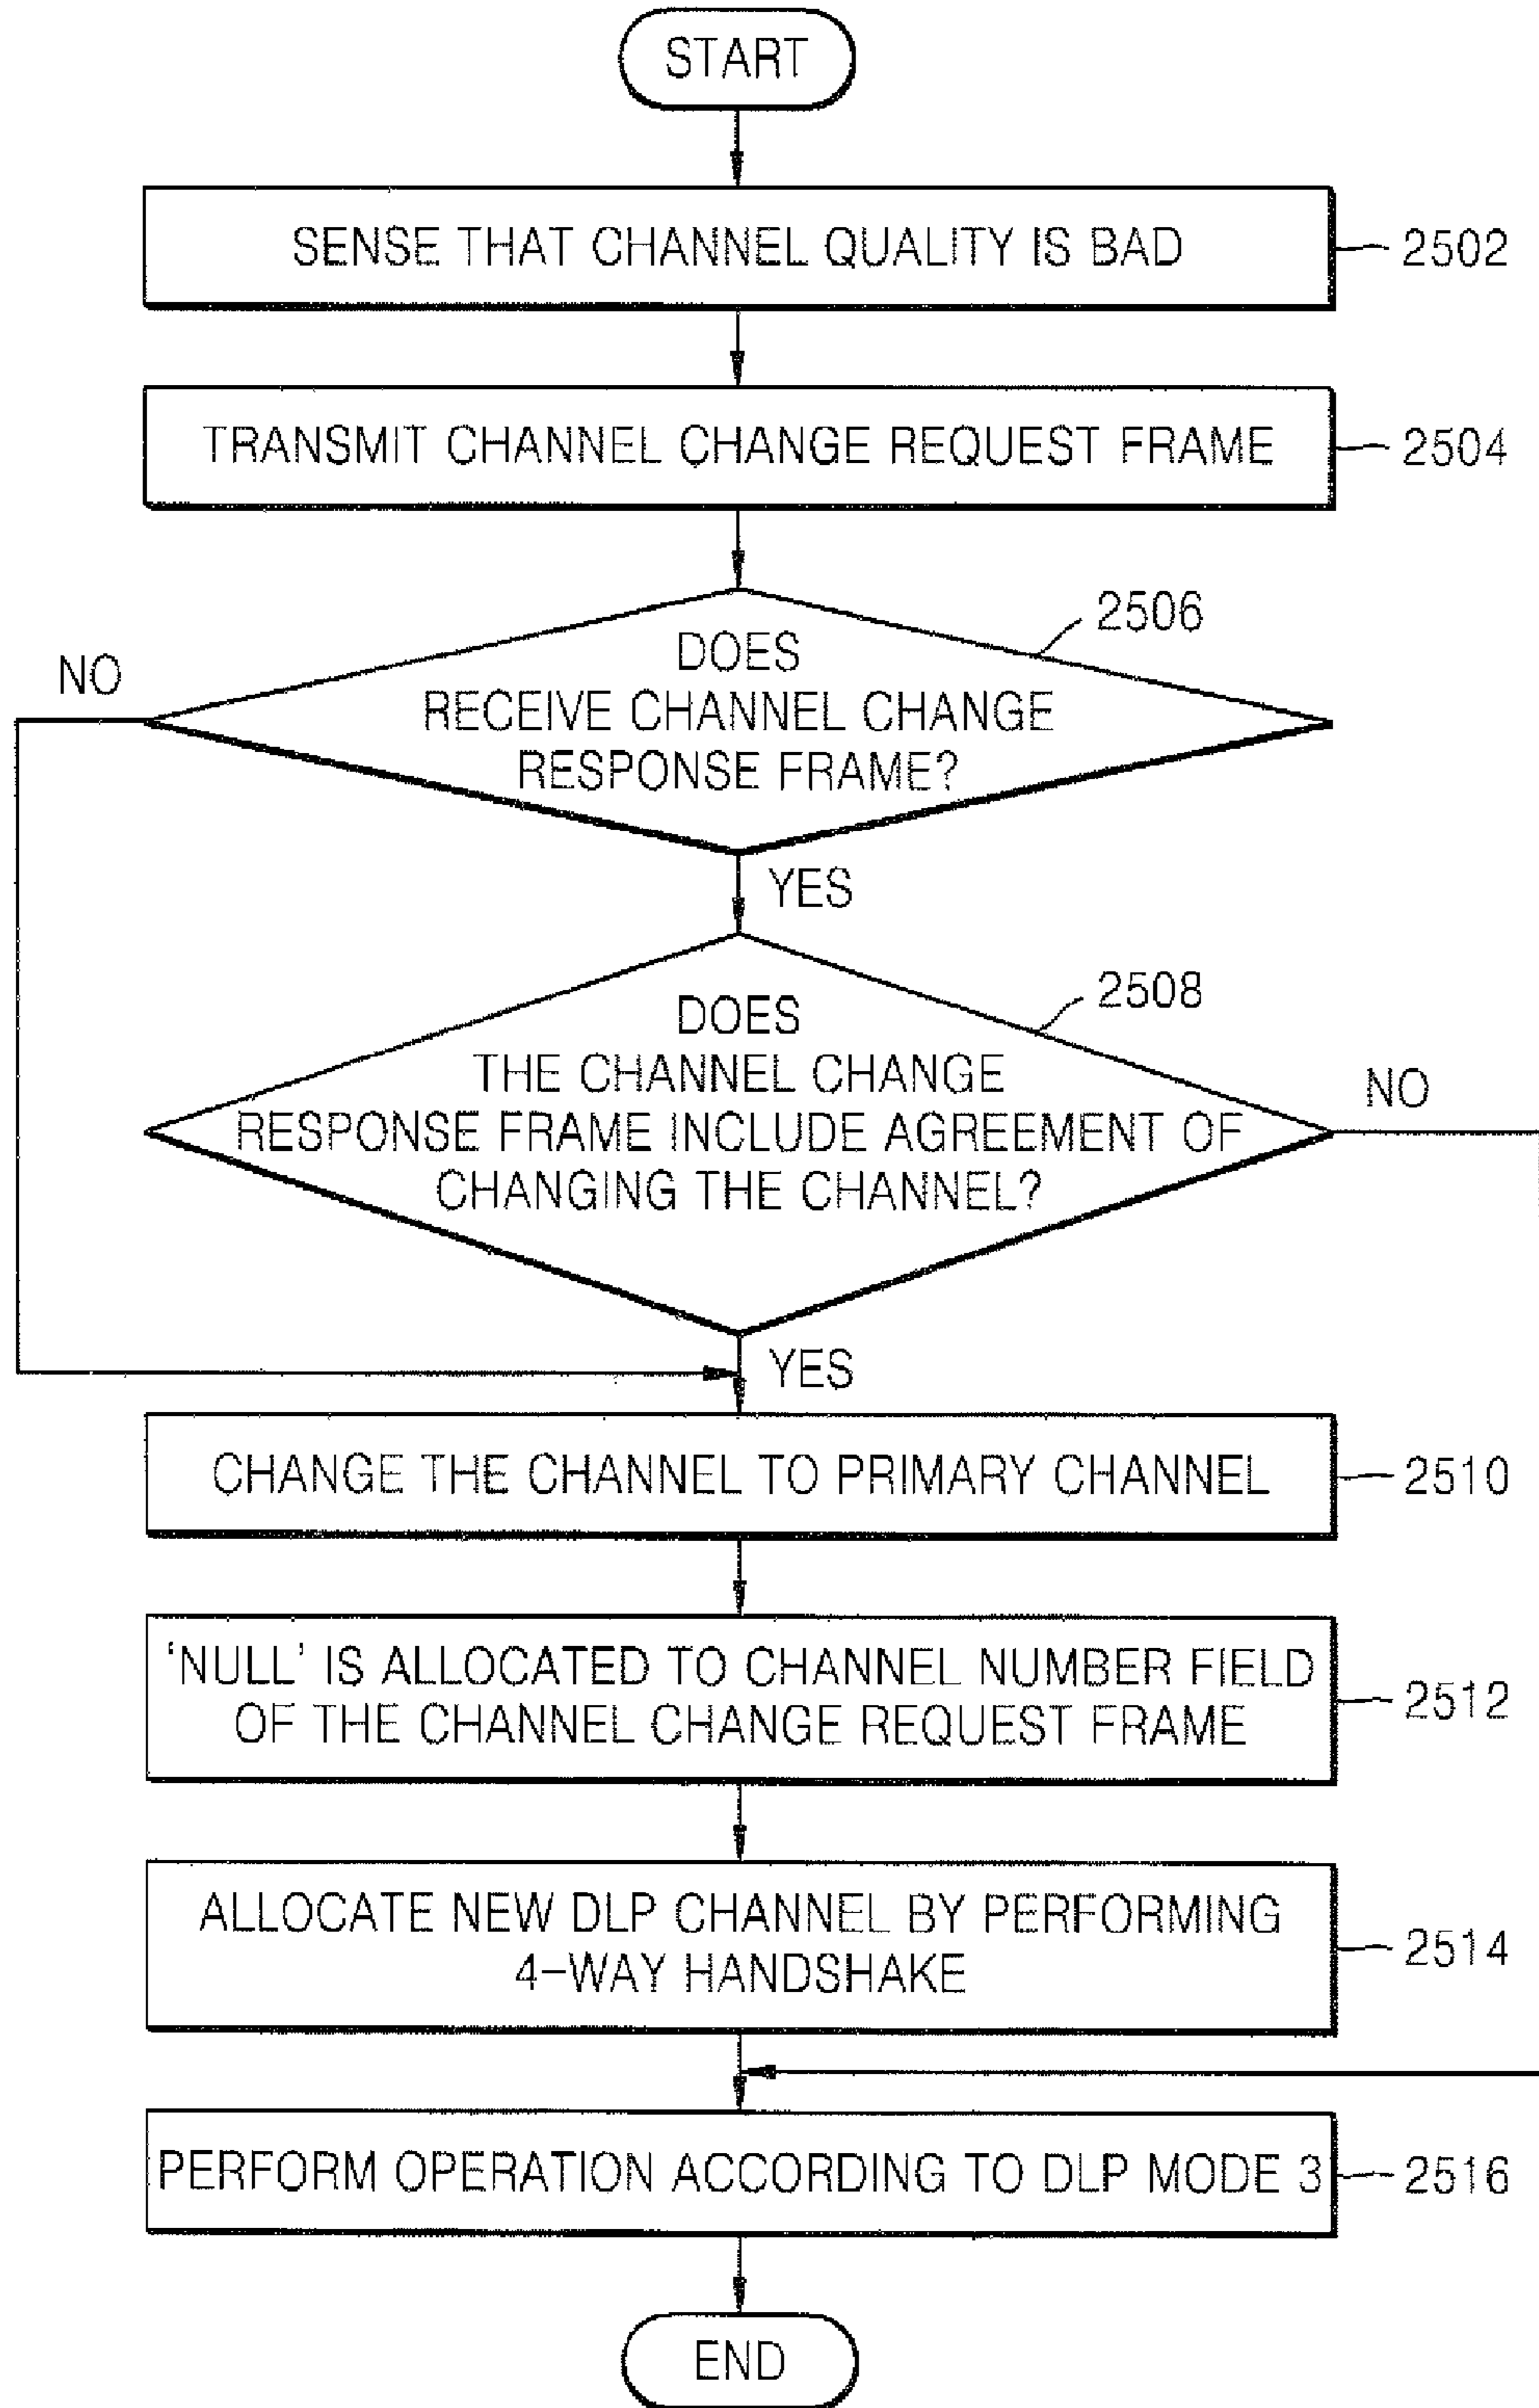 START
SENSE THAT CHANNEL QUALITY IS BAD
2502
TRANSMIT CHANNEL CHANGE REQUEST FRAME
2504
2506
NO
DOES
RECEIVE CHANNEL CHANGE
RESPONSE FRAME?
YES
2508
DOES
THE CHANNEL CHANGE
RESPONSE FRAME INCLUDE AGREEMENT OF
CHANGING THE CHANNEL?
NO
YES
CHANGE THE CHANNEL TO PRIMARY CHANNEL
2510
'NULL' IS ALLOCATED TO CHANNEL NUMBER FIELD
OF THE CHANNEL CHANGE REQUEST FRAME
2512
ALLOCATE NEW DLP CHANNEL BY PERFORMING
4-WAY HANDSHAKE
2514
PERFORM OPERATION ACCORDING TO DLP MODE 3
2516
END